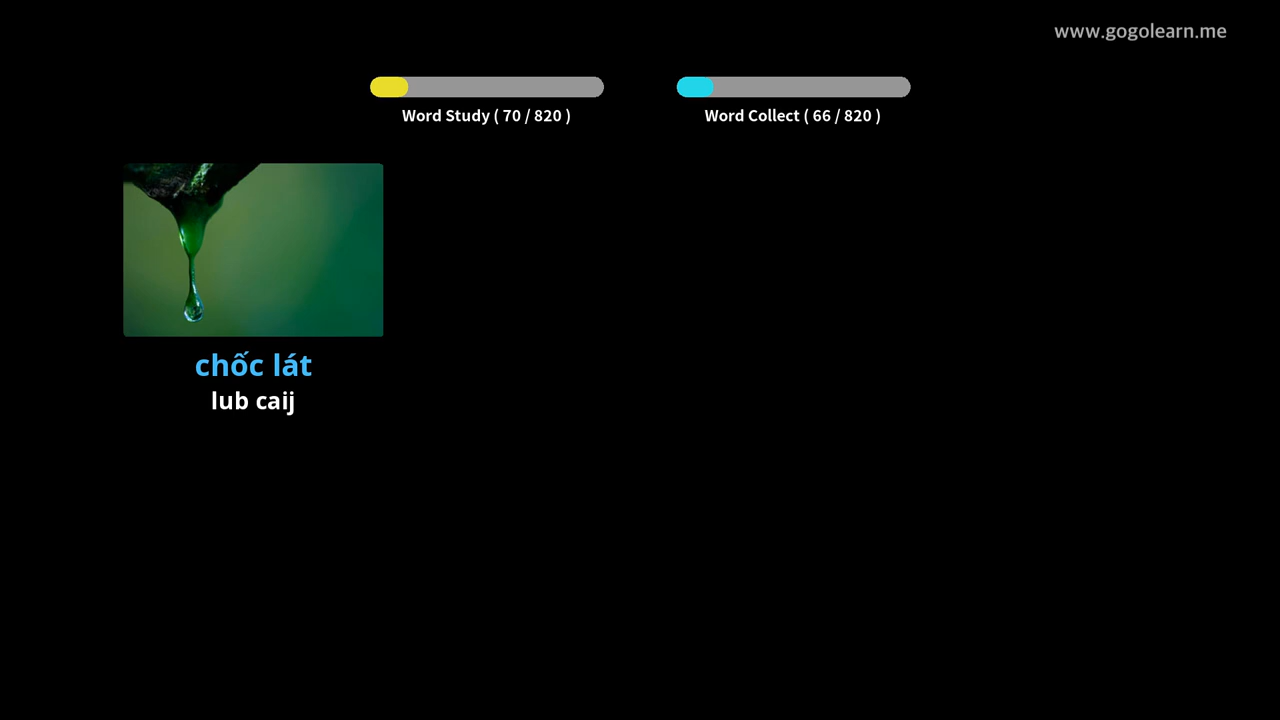 www.gogolearn.me
Word Study ( 70 / 820 )
Word Collect ( 66 / 820 )
chốc lát
lub caij